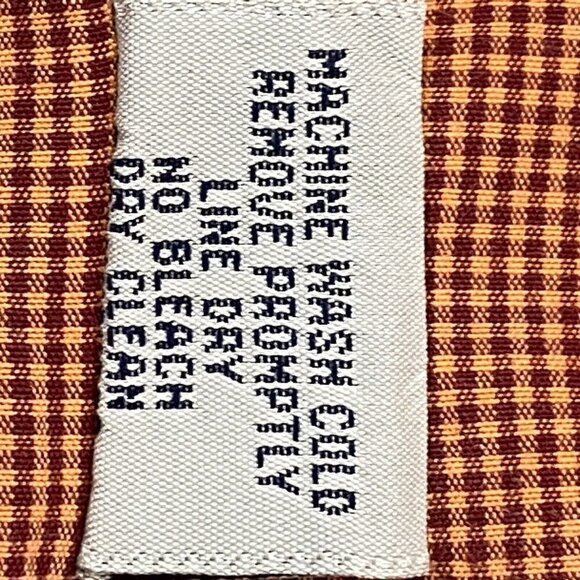 MACHINE WASH COLD
REMOVE PROMPTLY
LINE DRY
NO BLEACH
DRY CLEAN